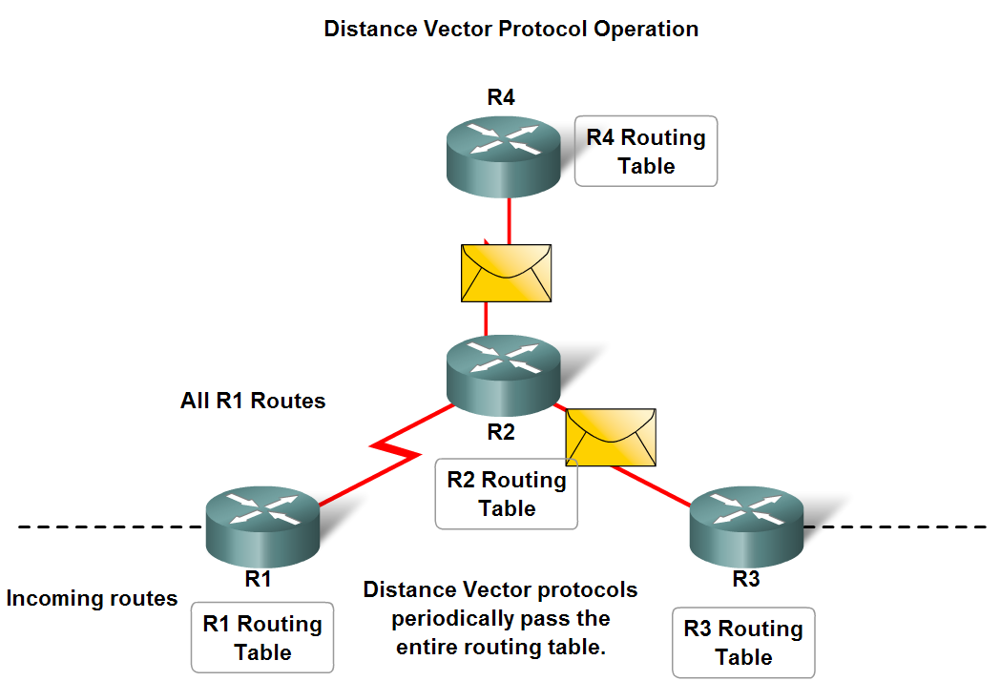 Distance Vector Protocol Operation
R4
R4 Routing
Table
All R1 Routes
R2
R2 Routing
Table
R1
R3
Incoming routes
Distance Vector protocols
periodically pass the
entire routing table.
R1 Routing
Table
R3 Routing
Table